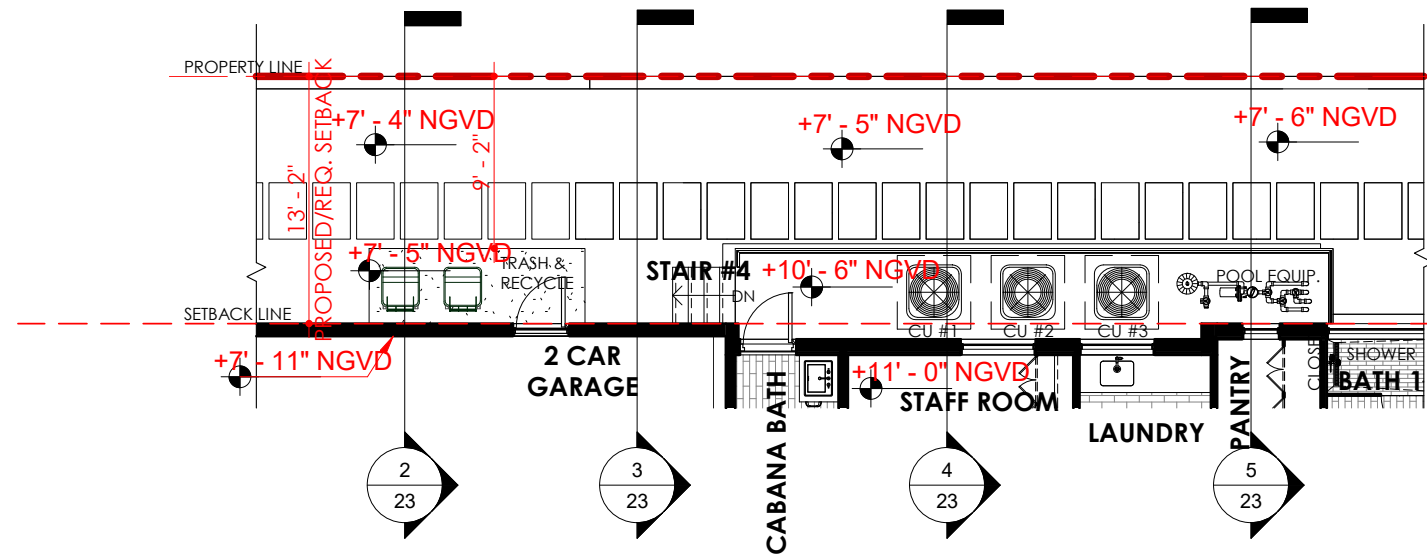 PROPERTY LINE
PROPOSED/REQ. SETBACK
13' - 2"
9' - 2"
+7' - 4" NGVD
+7' - 5" NGVD
+7' - 6" NGVD
+7' - 5" NGVD
TRASH &
RECYCLE
STAIR #4
DN
+10' - 6" NGVD
POOL EQUIP.
SETBACK LINE
CU #1
CU #2
CU #3
+7' - 11" NGVD
2 CAR
GARAGE
CABANA BATH
+11' - 0" NGVD
STAFF ROOM
LAUNDRY
PANTRY
SHOWER
BATH 1
2
23
3
23
4
23
5
23